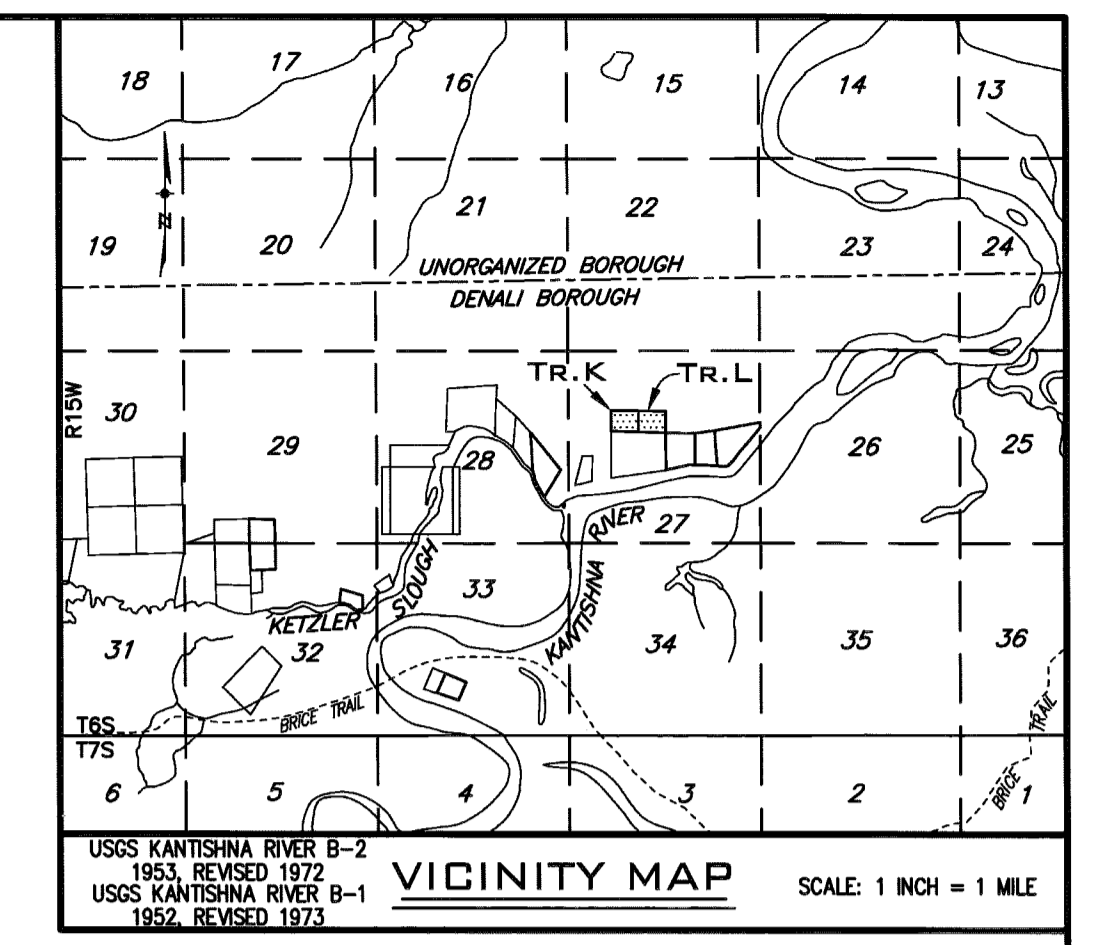 18 17 16 15 14 13
N
19 20 21 22 23 24
UNORGANIZED BOROUGH
DENALI BOROUGH
TR.K TR.L
R15W
30 29 28 27 26 25
KANTISHNA RIVER
KETZLER SLOUGH
31 32 33 34 35 36
BRICE TRAIL
BRICE TRAIL
T6S
T7S
6 5 4 3 2 1
USGS KANTISHNA RIVER B-2
1953, REVISED 1972
USGS KANTISHNA RIVER B-1
1952, REVISED 1973
VICINITY MAP
SCALE: 1 INCH = 1 MILE